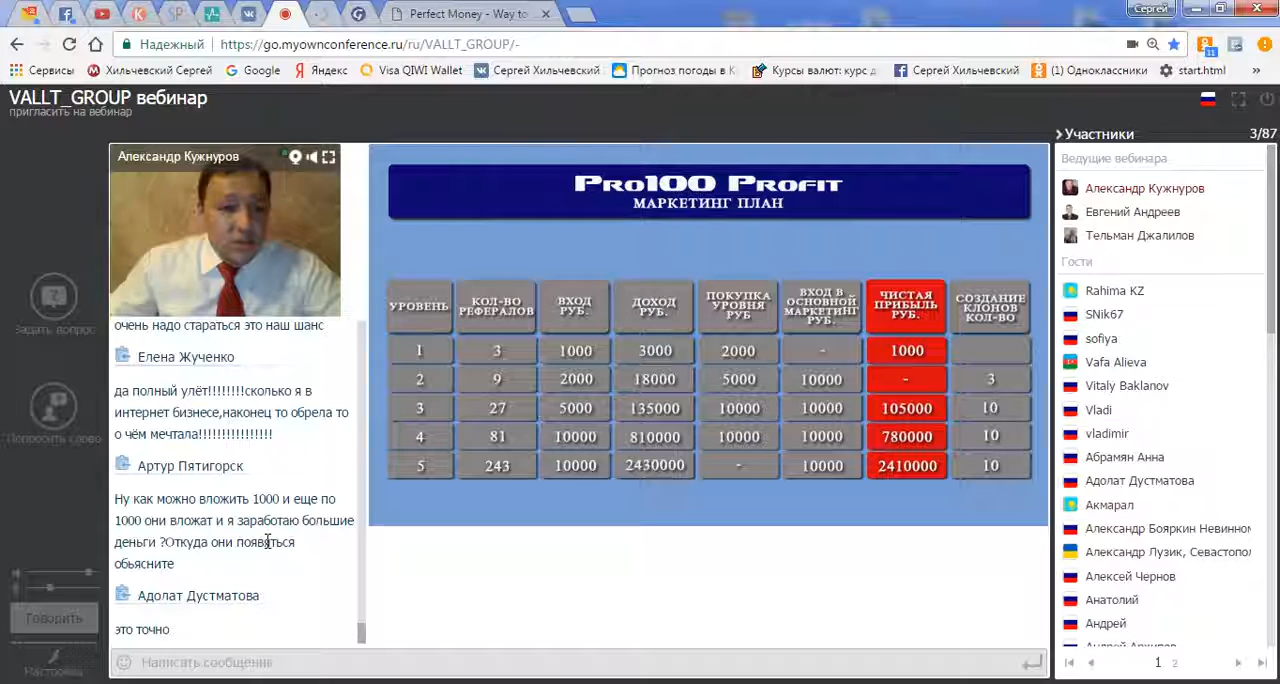 Perfect Money - Way to
Сергей
Надежный
https://go.myownconference.ru/ru/VALLT_GROUP/-
11
Сервисы
Хильчевский Сергей
Google
Яндекс
Visa QIWI Wallet
Сергей Хильчевский
Прогноз погоды в К
Курсы валют: курс д
Сергей Хильчевский
(1) Одноклассники
start.html
VALLT_GROUP вебинар
пригласить на вебинар
Задать вопрос
Попросить слово
Говорить
Настройка
Александр Кужнуров
очень надо стараться это наш шанс
Елена Жученко
да полный улёт!!!!!!!!сколько я в
интернет бизнесе,наконец то обрела то
о чём мечтала!!!!!!!!!!!!!!!!
Артур Пятигорск
Ну как можно вложить 1000 и еще по
1000 они вложат и я заработаю большие
деньги ?Откуда они появяться
обьясните
Адолат Дустматова
это точно
Написать сообщение
PRO100 PROFIT
МАРКЕТИНГ ПЛАН
УРОВЕНЬ
КОЛ-ВО
РЕФЕРАЛОВ
ВХОД
РУБ.
ДОХОД
РУБ.
ПОКУПКА
УРОВНЯ
РУБ
ВХОД В
ОСНОВНОЙ
МАРКЕТИНГ
РУБ.
ЧИСТАЯ
ПРИБЫЛЬ
РУБ.
СОЗДАНИЕ
КЛОНОВ
КОЛ-ВО
1 3 1000 3000 2000 - 1000
2 9 2000 18000 5000 10000 - 3
3 27 5000 135000 10000 10000 105000 10
4 81 10000 810000 10000 10000 780000 10
5 243 10000 2430000 - 10000 2410000 10
Участники 3/87
Ведущие вебинара
Александр Кужнуров
Евгений Андреев
Тельман Джалилов
Гости
Rahima KZ
SNik67
sofiya
Vafa Alieva
Vitaly Baklanov
Vladi
vladimir
Абрамян Анна
Адолат Дустматова
Акмарал
Александр Бояркин Невинном
Александр Лузик, Севастопол
Алексей Чернов
Анатолий
Андрей
Андрей Архипов
1 2